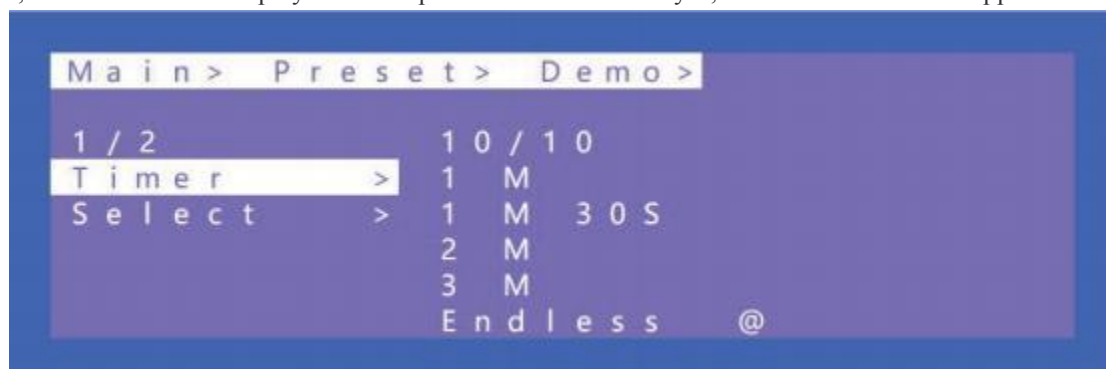 Main> Preset> Demo>
1/2 10/10
Timer > 1 M
Select > 1 M 30S
2 M
3 M
Endless @